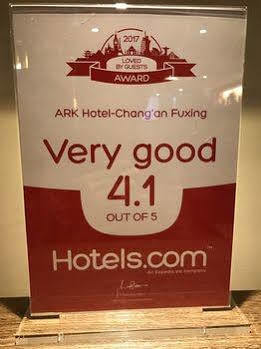 2017
LOVED
BY GUESTS
AWARD
ARK Hotel-Chang'an Fuxing
Very good
4.1
OUT OF 5
Hotels.com™
An Expedia, Inc Company